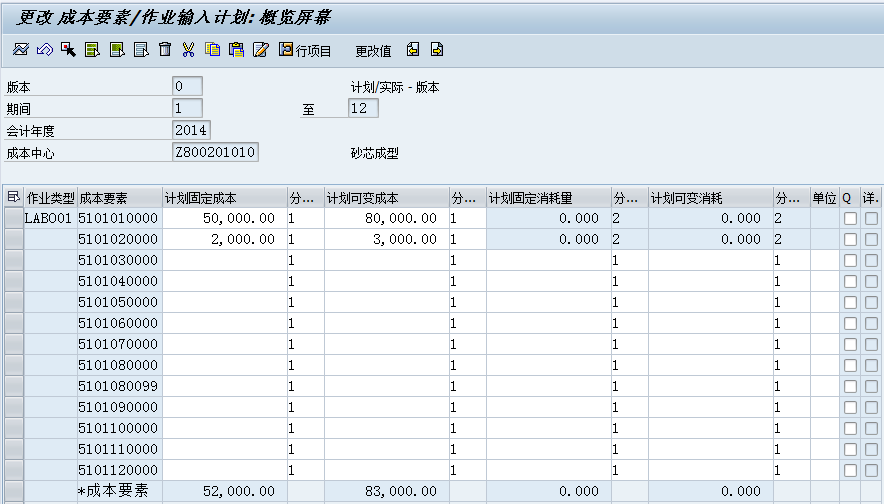 更改 成本要素/作业输入计划: 概览屏幕
行项目 更改值
版本 0 计划/实际 - 版本
期间 1 至 12
会计年度 2014
成本中心 Z800201010 砂芯成型
作业类型 成本要素 计划固定成本 分... 计划可变成本 分... 计划固定消耗量 分... 计划可变消耗 分... 单位 Q 详.
LABO01 5101010000 50,000.00 1 80,000.00 1 0.000 2 0.000 2
5101020000 2,000.00 1 3,000.00 1 0.000 2 0.000 2
5101030000 1 1 1 1
5101040000 1 1 1 1
5101050000 1 1 1 1
5101060000 1 1 1 1
5101070000 1 1 1 1
5101080000 1 1 1 1
5101080099 1 1 1 1
5101090000 1 1 1 1
5101100000 1 1 1 1
5101110000 1 1 1 1
5101120000 1 1 1 1
*成本要素 52,000.00 83,000.00 0.000 0.000